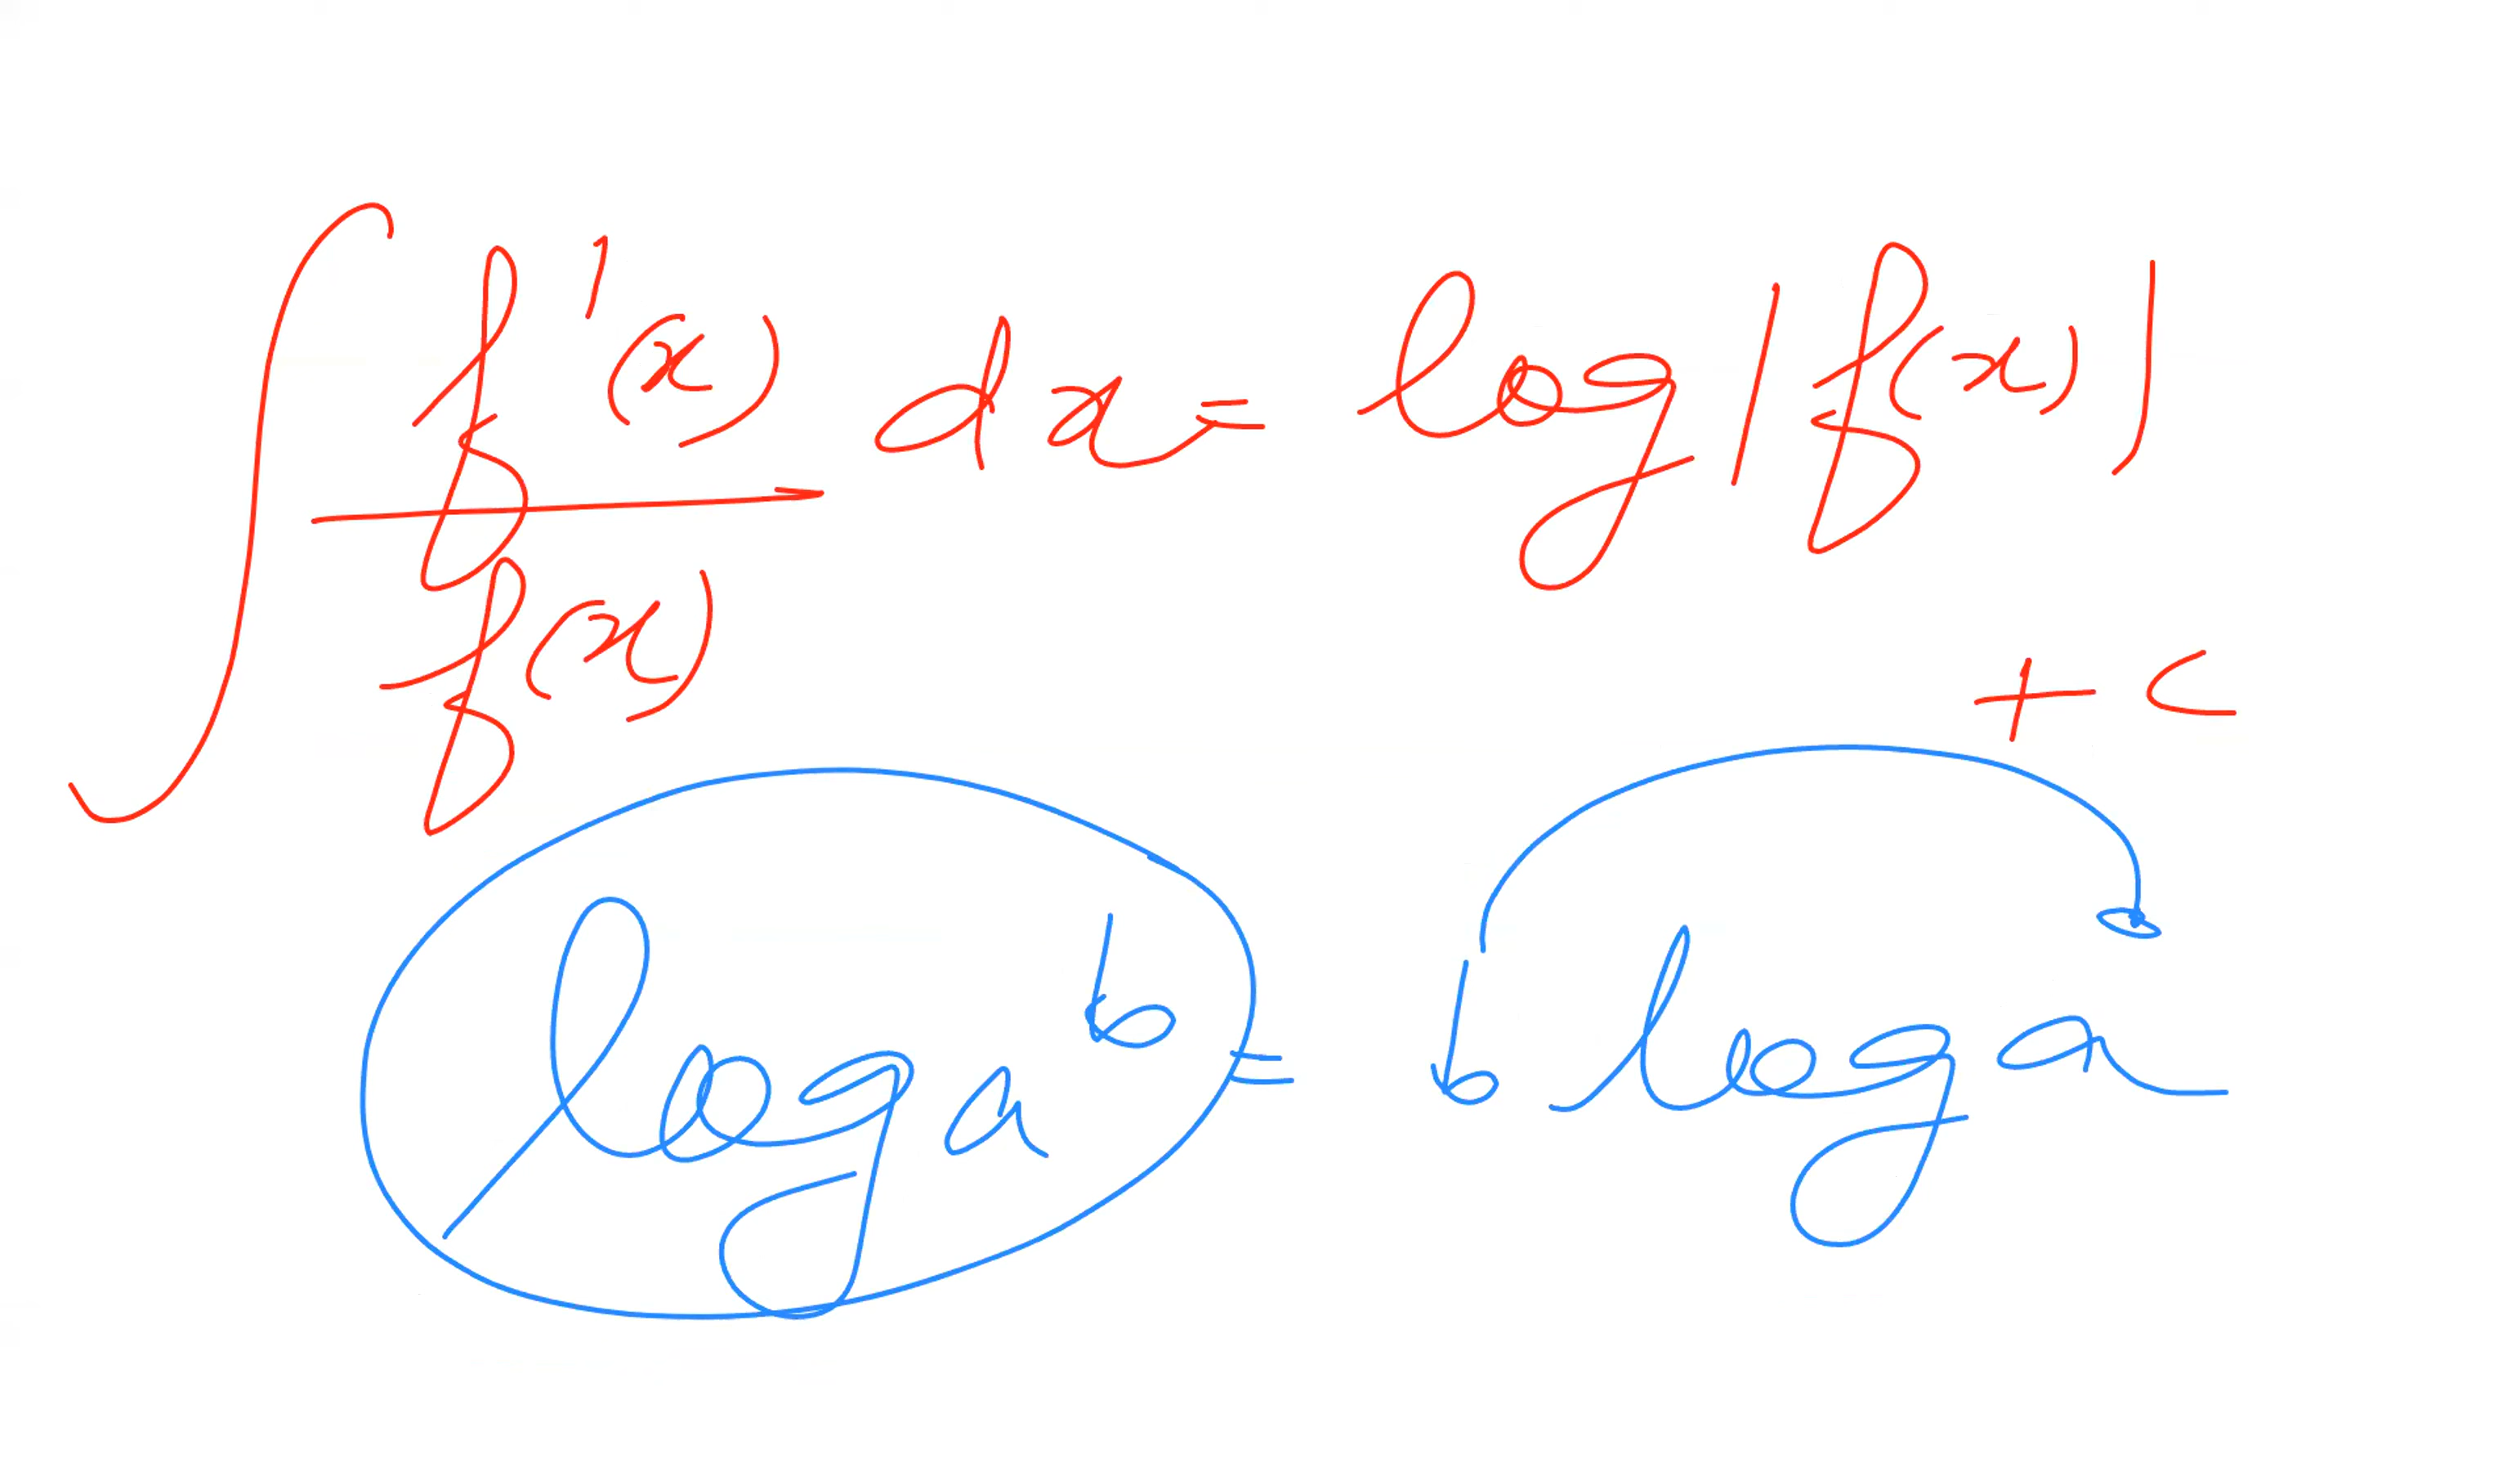 ∫ f'(x)/f(x) dx = log|f(x)|
+ c
log a^b = b log a